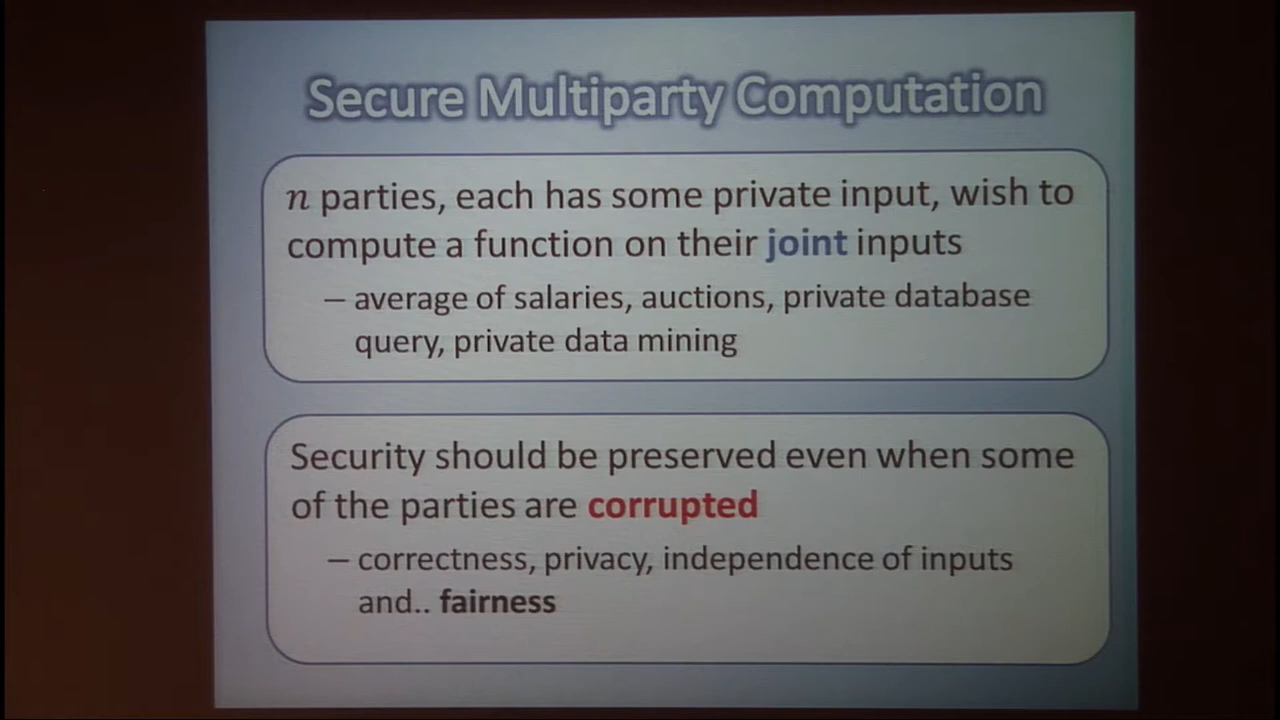 Secure Multiparty Computation
n parties, each has some private input, wish to
compute a function on their joint inputs
– average of salaries, auctions, private database
query, private data mining
Security should be preserved even when some
of the parties are corrupted
– correctness, privacy, independence of inputs
and.. fairness